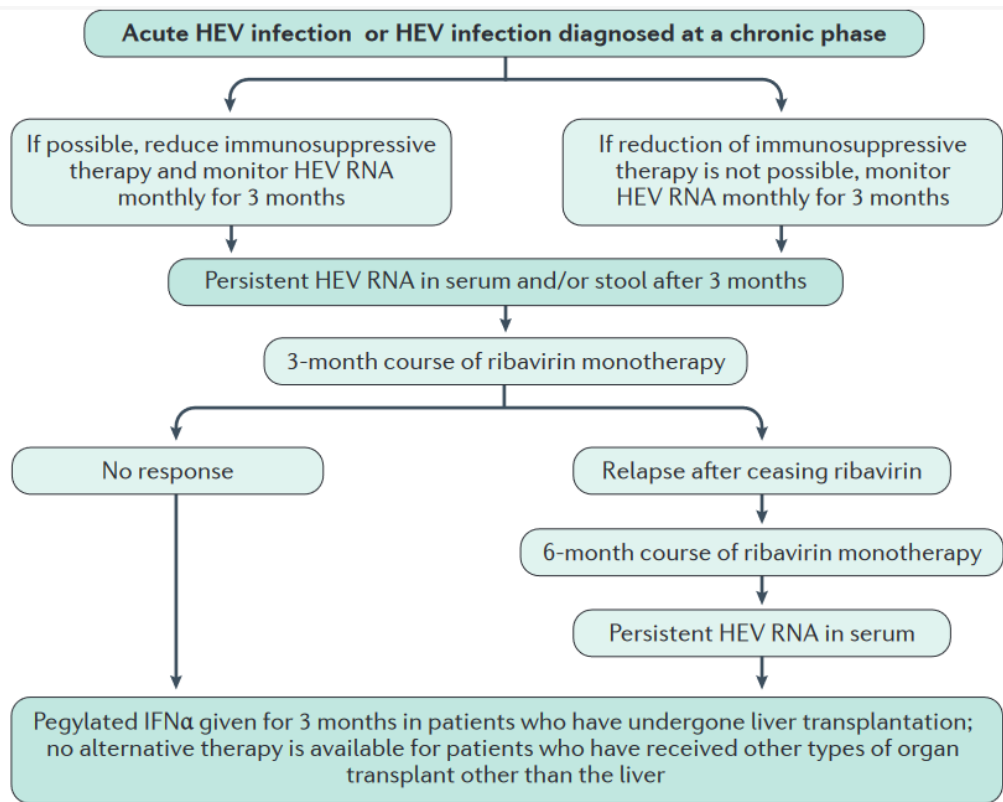 Acute HEV infection or HEV infection diagnosed at a chronic phase
If possible, reduce immunosuppressive
therapy and monitor HEV RNA
monthly for 3 months
If reduction of immunosuppressive
therapy is not possible, monitor
HEV RNA monthly for 3 months
Persistent HEV RNA in serum and/or stool after 3 months
3-month course of ribavirin monotherapy
No response
Relapse after ceasing ribavirin
6-month course of ribavirin monotherapy
Persistent HEV RNA in serum
Pegylated IFNα given for 3 months in patients who have undergone liver transplantation;
no alternative therapy is available for patients who have received other types of organ
transplant other than the liver